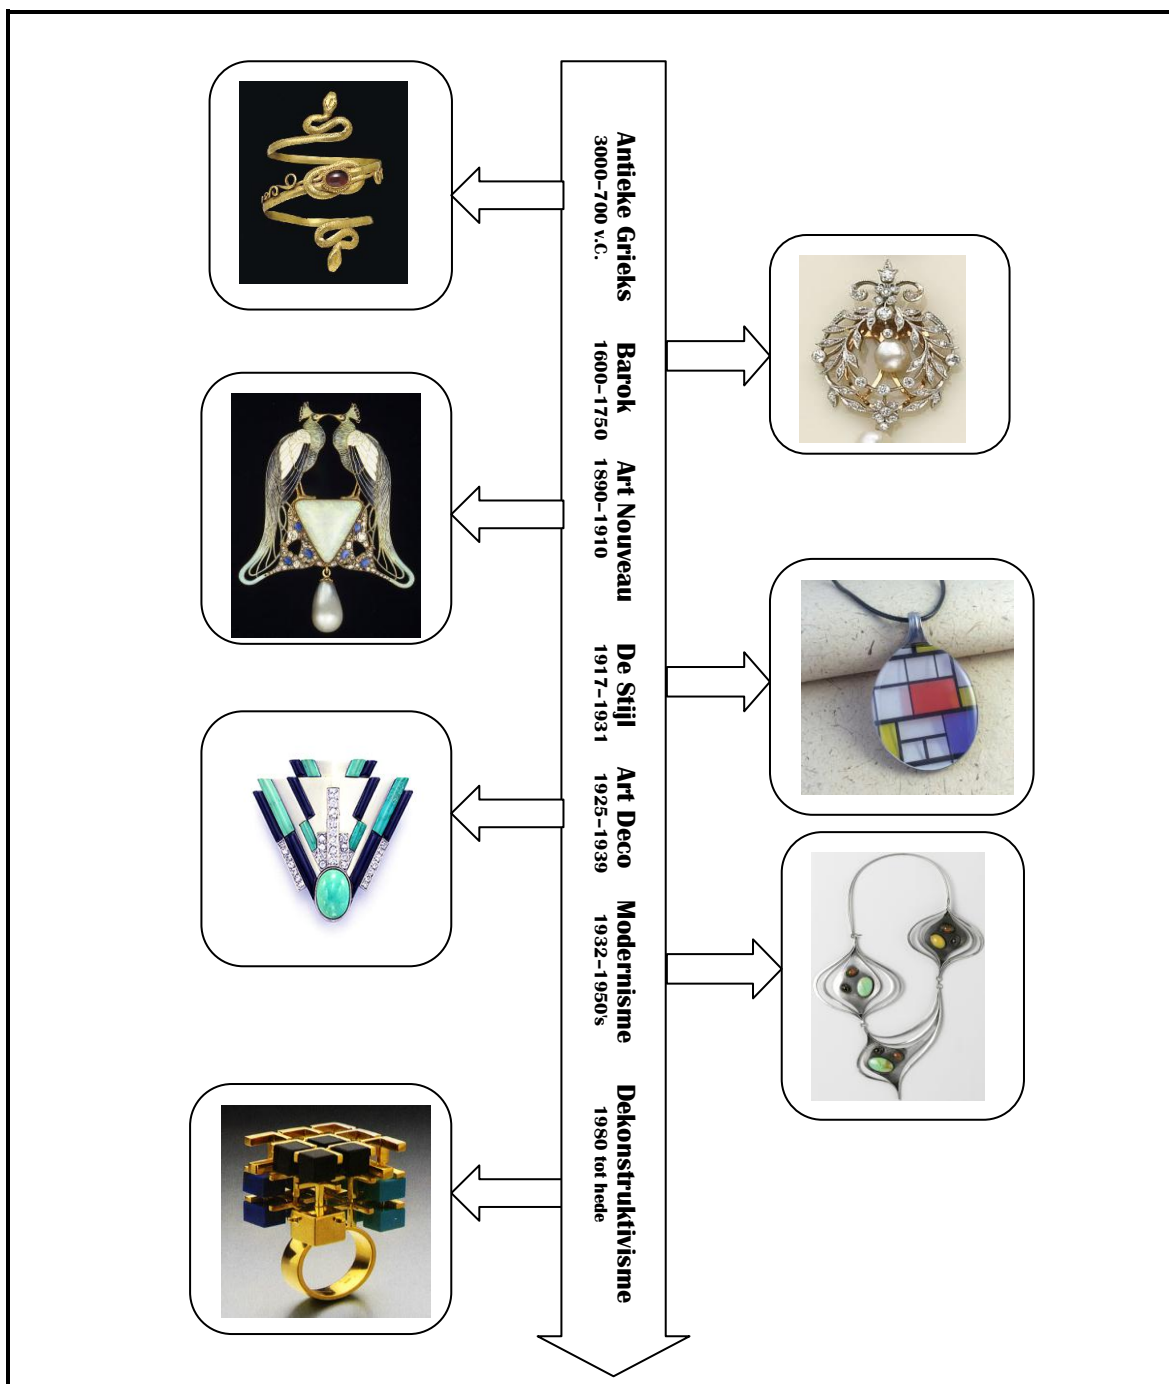 Antieke Grieks
3000–700 v.C.
Barok
1600–1750
Art Nouveau
1890–1910
De Stijl
1917–1931
Art Deco
1925–1939
Modernisme
1932–1950's
Dekonstruktivisme
1980 tot hede